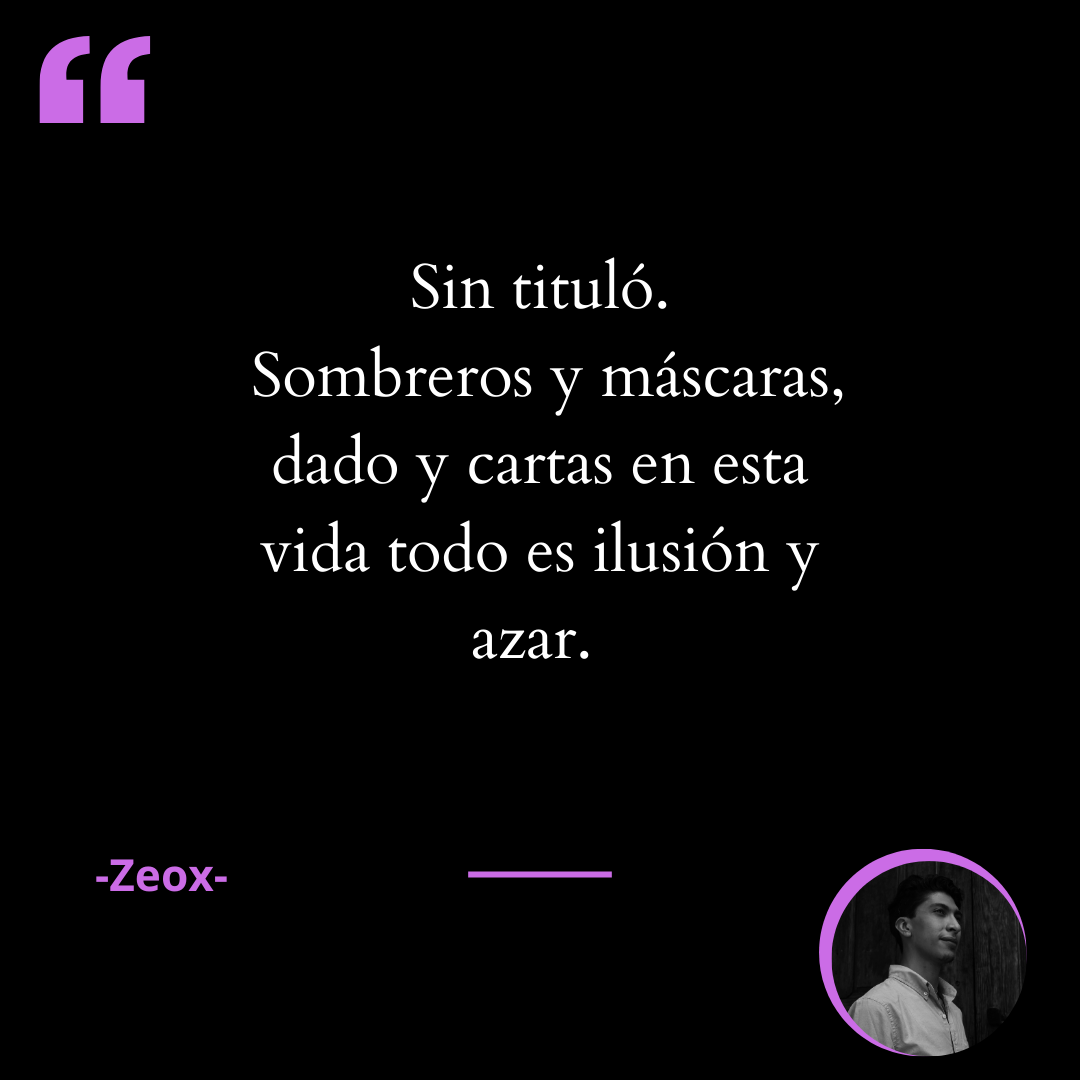 “
Sin tituló.
Sombreros y máscaras,
dado y cartas en esta
vida todo es ilusión y
azar.
-Zeox-